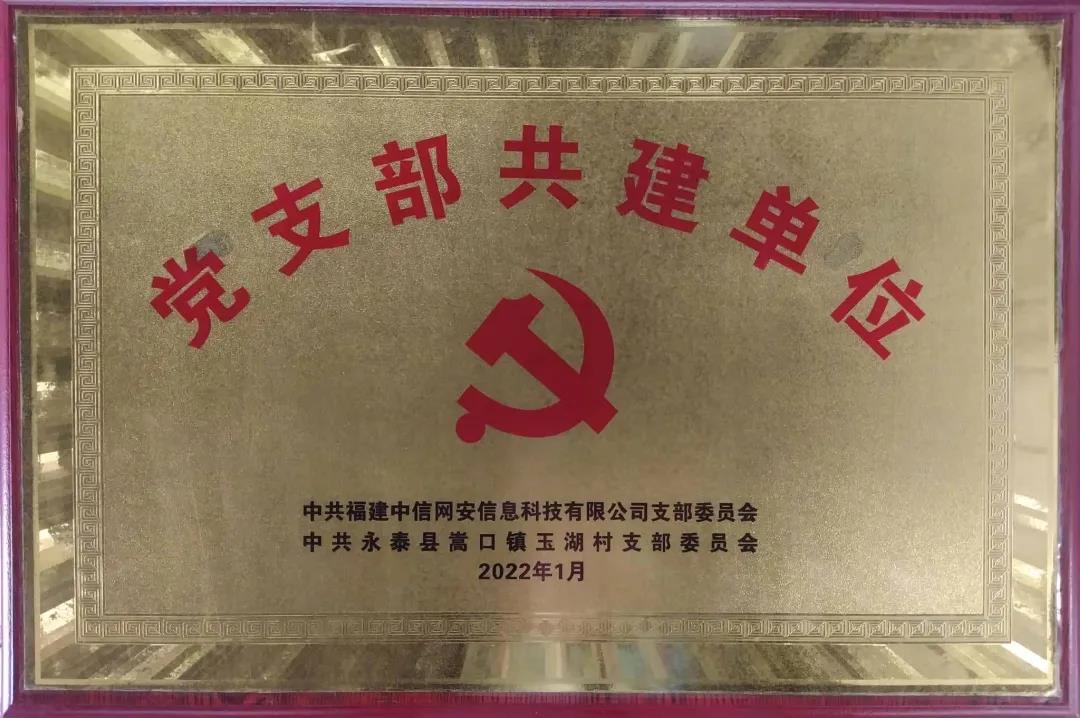 党支部共建单位
中共福建中信网安信息科技有限公司支部委员会
中共永泰县嵩口镇玉湖村支部委员会
2022年1月